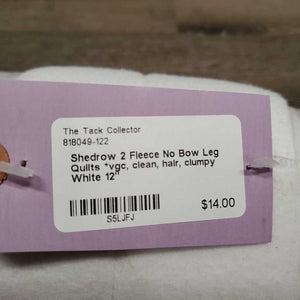 The Tack Collector
818049-122
Shedrow 2 Fleece No Bow Leg
Quilts *vgc, clean, hair, clumpy
White 12"
S5LJFJ
$14.00